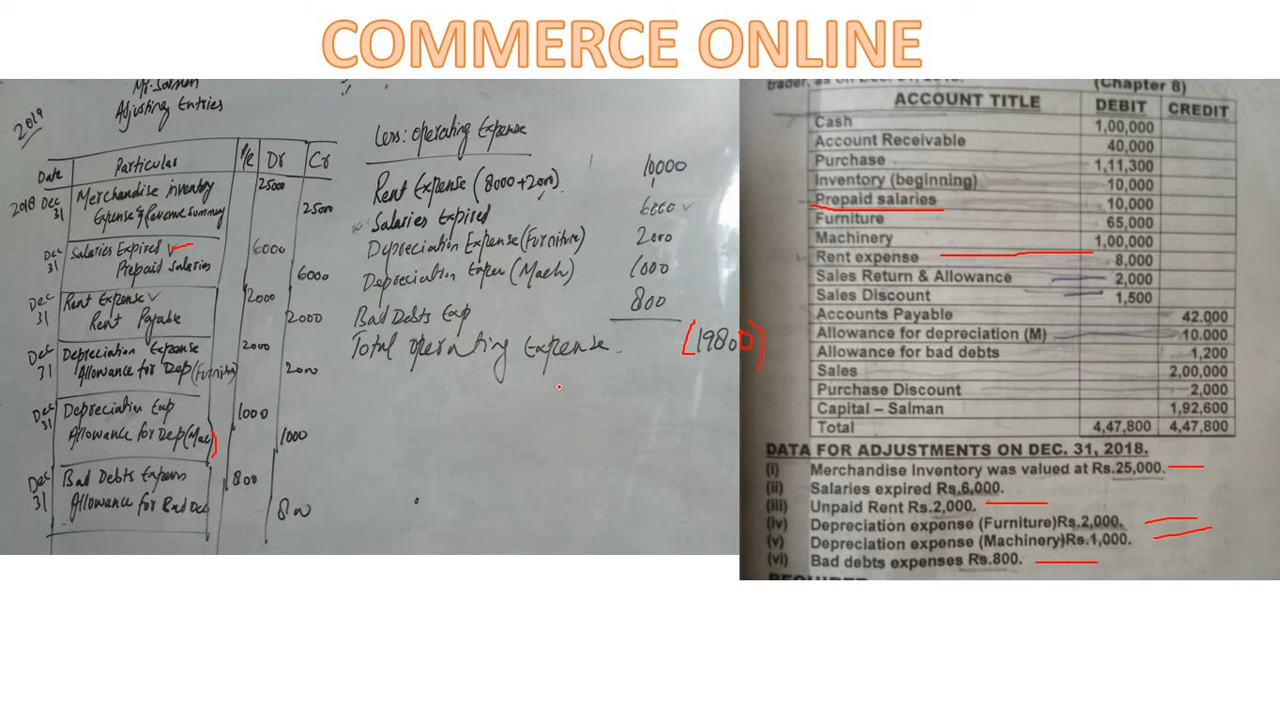 COMMERCE ONLINE
Mr. Salman
Adjusting Entries
2019
Date Particular P/R Dr Cr
2018 Dec 31 Merchandise inventory 25000
Expense & Revenue summary 25000
Dec 31 Salaries Expired 6000
Prepaid Salaries 6000
Dec 31 Rent Expense 2000
Rent Payable 2000
Dec 31 Depreciation Expense 2000
Allowance for Dep (Furniture) 2000
Dec 31 Depreciation Exp 1000
Allowance for Dep (Mac) 1000
Dec 31 Bad Debts Expens 800
Allowance for Bad 800
Less: Operating Expense
Rent Expense (8000+2000) 10000
Salaries Expired 6000
Depreciation Expense (Furniture) 2000
Depreciation Expen (Mach) 1000
Bad Debts Exp 800
Total operating Expense (19800)
trader, as on
(Chapter 8)
ACCOUNT TITLE DEBIT CREDIT
Cash 1,00,000
Account Receivable 40,000
Purchase 1,11,300
Inventory (beginning) 10,000
Prepaid salaries 10,000
Furniture 65,000
Machinery 1,00,000
Rent expense 8,000
Sales Return & Allowance 2,000
Sales Discount 1,500
Accounts Payable 42.000
Allowance for depreciation (M) 10.000
Allowance for bad debts 1,200
Sales 2,00,000
Purchase Discount 2,000
Capital – Salman 1,92,600
Total 4,47,800 4,47,800
DATA FOR ADJUSTMENTS ON DEC. 31, 2018.
(i) Merchandise Inventory was valued at Rs.25,000.
(ii) Salaries expired Rs.6,000.
(iii) Unpaid Rent Rs.2,000.
(iv) Depreciation expense (Furniture)Rs.2,000.
(v) Depreciation expense (Machinery)Rs.1,000.
(vi) Bad debts expenses Rs.800.